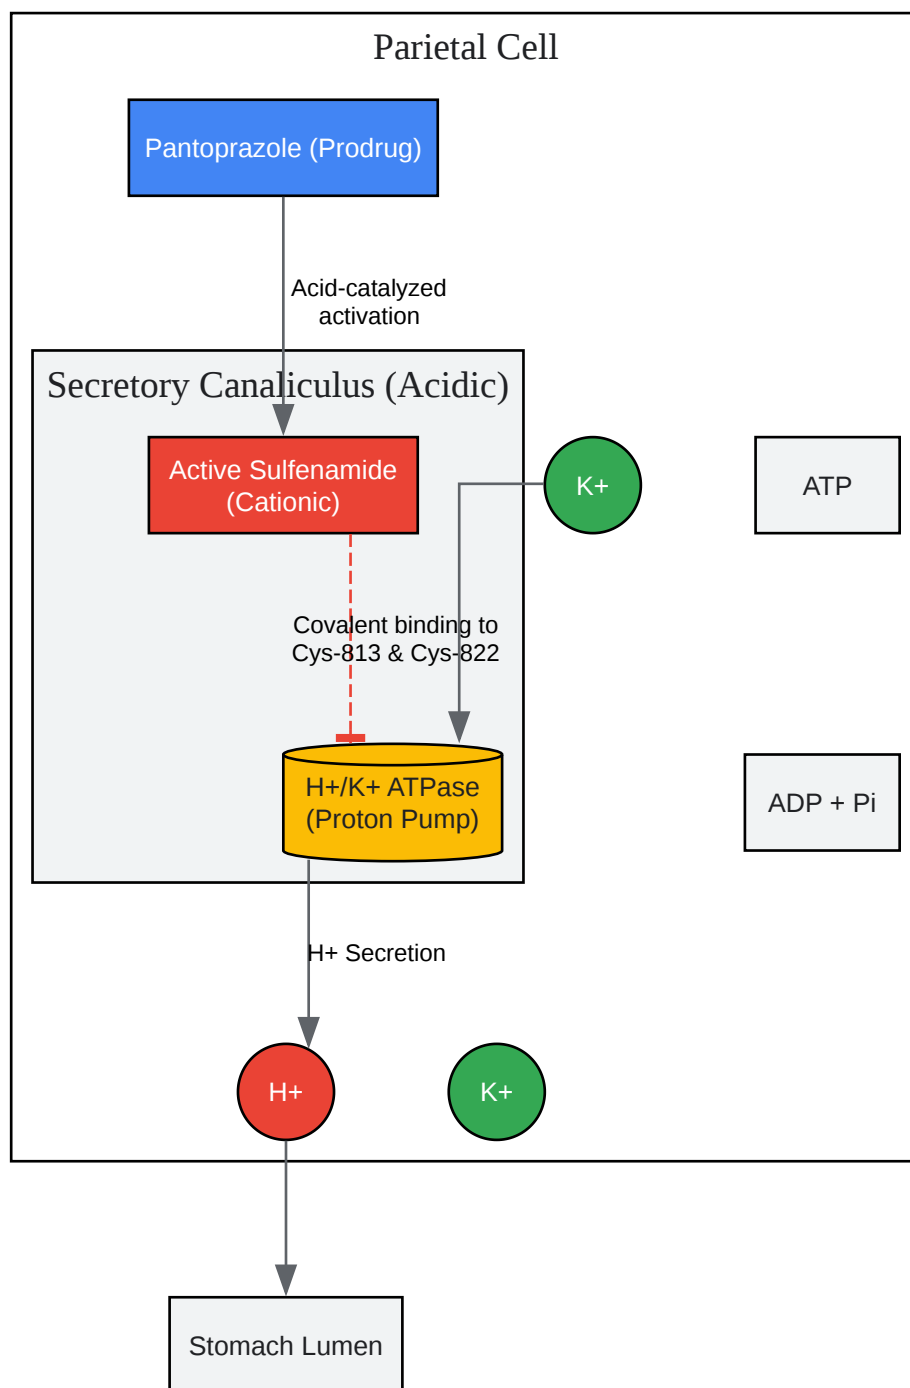 Parietal Cell
Pantoprazole (Prodrug)
Acid-catalyzed
activation
Secretory Canaliculus (Acidic)
Active Sulfenamide
(Cationic)
K+
ATP
Covalent binding to
Cys-813 & Cys-822
H+/K+ ATPase
(Proton Pump)
ADP + Pi
H+ Secretion
H+
K+
Stomach Lumen